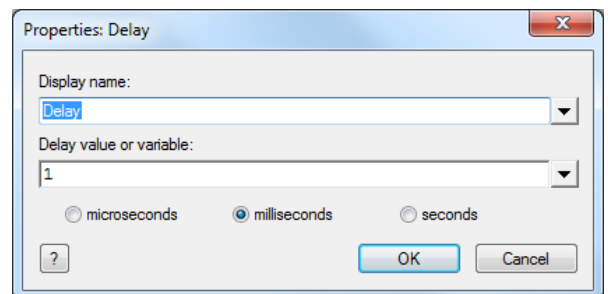 Properties: Delay
Display name:
Delay
Delay value or variable:
1
microseconds milliseconds seconds
? OK Cancel